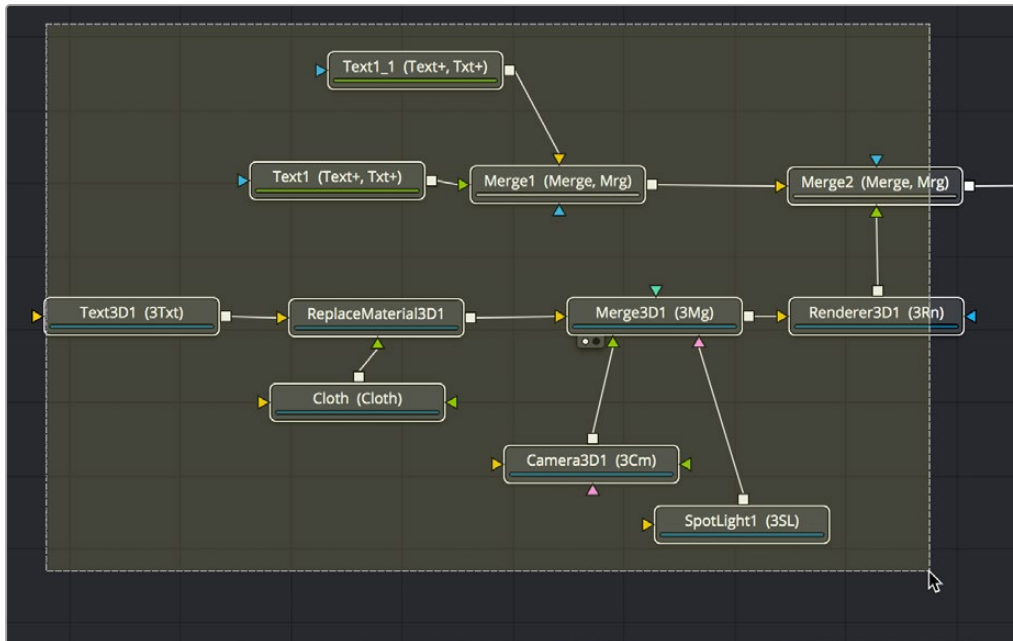 Text1_1 (Text+, Txt+)
Text1 (Text+, Txt+)
Merge1 (Merge, Mrg)
Merge2 (Merge, Mrg)
Text3D1 (3Txt)
ReplaceMaterial3D1
Merge3D1 (3Mg)
Renderer3D1 (3Rn)
Cloth (Cloth)
Camera3D1 (3Cm)
SpotLight1 (3SL)